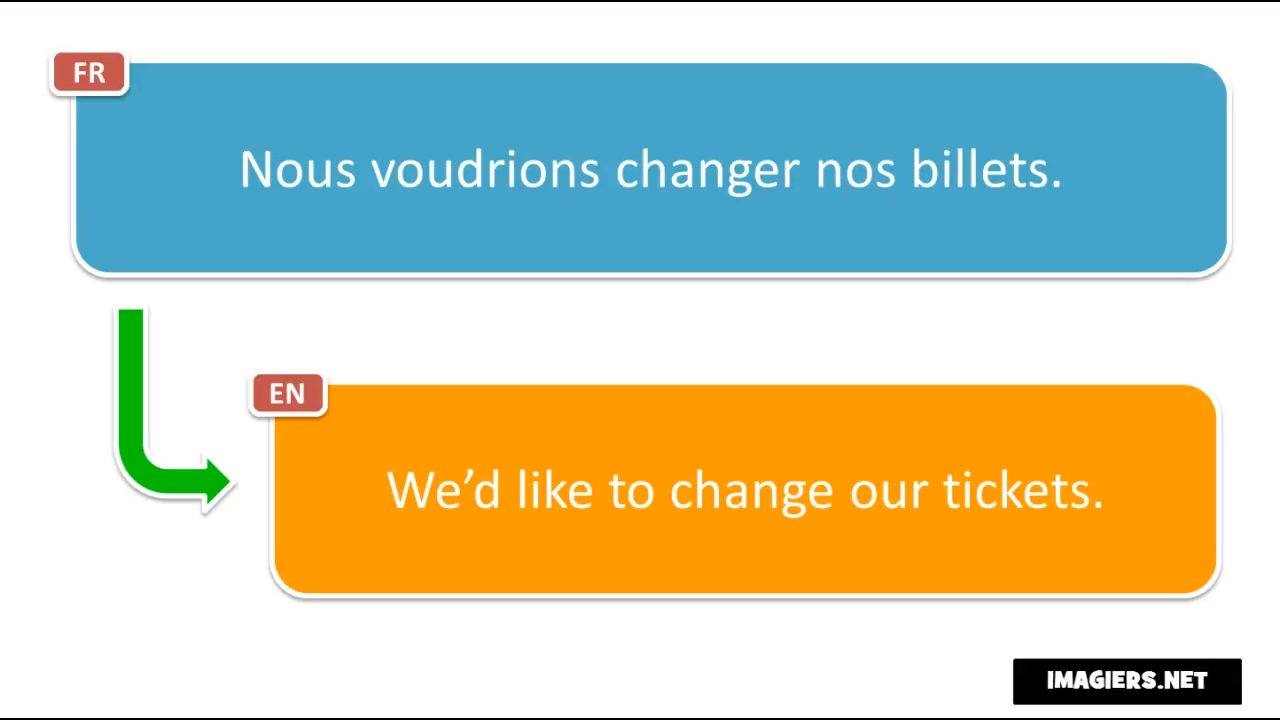 FR
Nous voudrions changer nos billets.
EN
We’d like to change our tickets.
IMAGIERS.NET